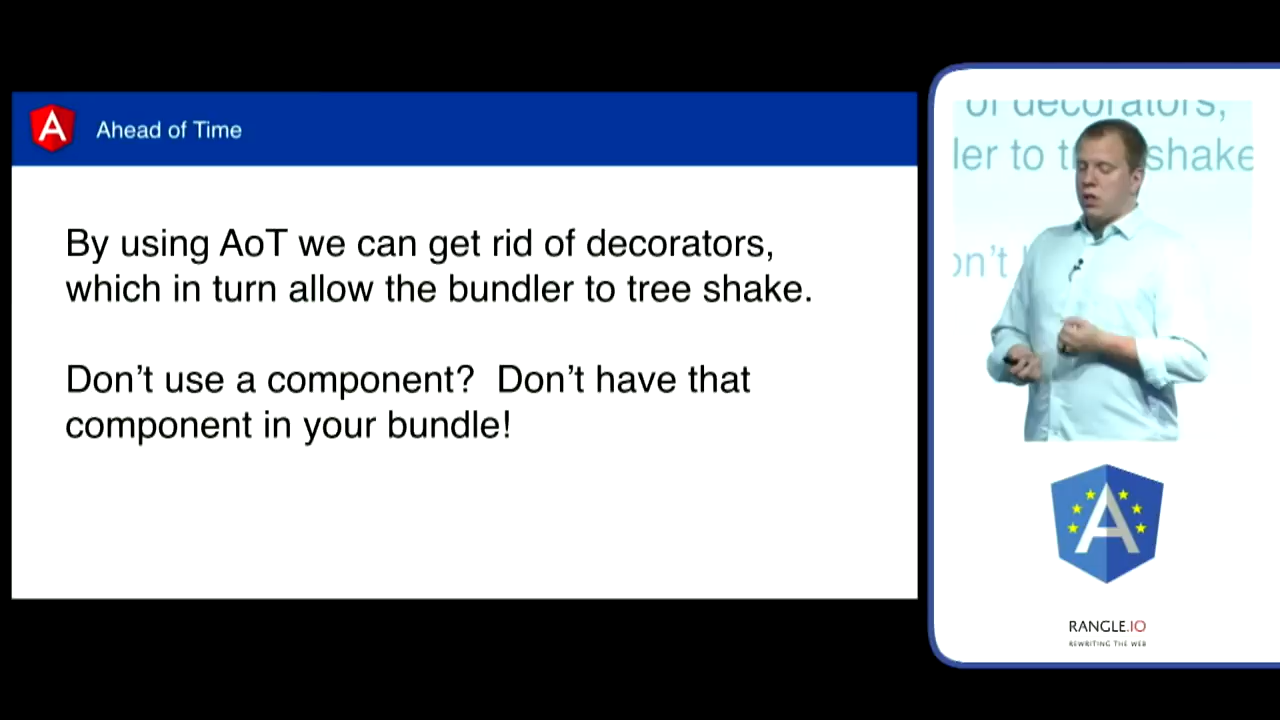 Ahead of Time
By using AoT we can get rid of decorators,
which in turn allow the bundler to tree shake.
Don’t use a component?  Don’t have that
component in your bundle!
of decorators,
ler to t shake
on’t
A
A
RANGLE.IO
REWRITING THE WEB